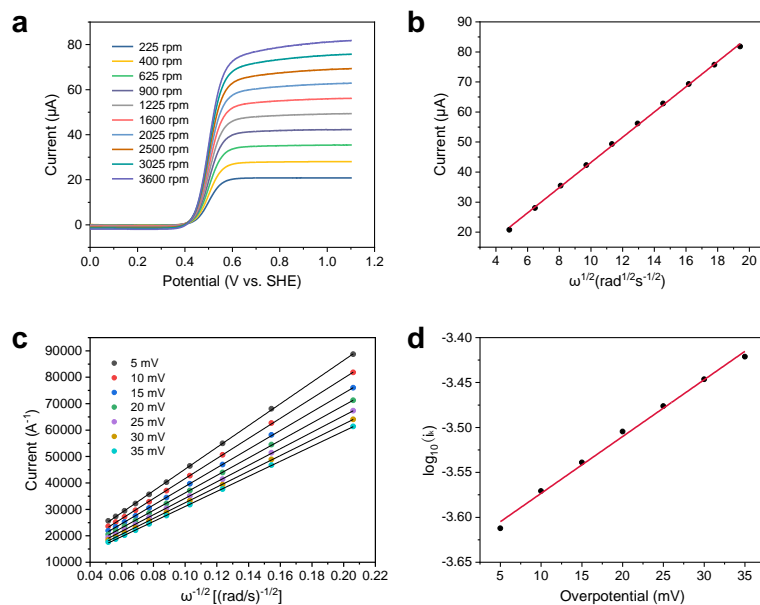 a
Current (μA)
80
60
40
20
0
225 rpm
400 rpm
625 rpm
900 rpm
1225 rpm
1600 rpm
2025 rpm
2500 rpm
3025 rpm
3600 rpm
0.0 0.2 0.4 0.6 0.8 1.0 1.2
Potential (V vs. SHE)
b
Current (μA)
90
80
70
60
50
40
30
20
4 6 8 10 12 14 16 18 20
ω1/2(rad1/2s-1/2)
c
Current (A-1)
100000
90000
80000
70000
60000
50000
40000
30000
20000
10000
5 mV
10 mV
15 mV
20 mV
25 mV
30 mV
35 mV
0.04 0.06 0.08 0.10 0.12 0.14 0.16 0.18 0.20 0.22
ω-1/2 [(rad/s)-1/2]
d
log10(ik)
-3.40
-3.45
-3.50
-3.55
-3.60
-3.65
5 10 15 20 25 30 35
Overpotential (mV)